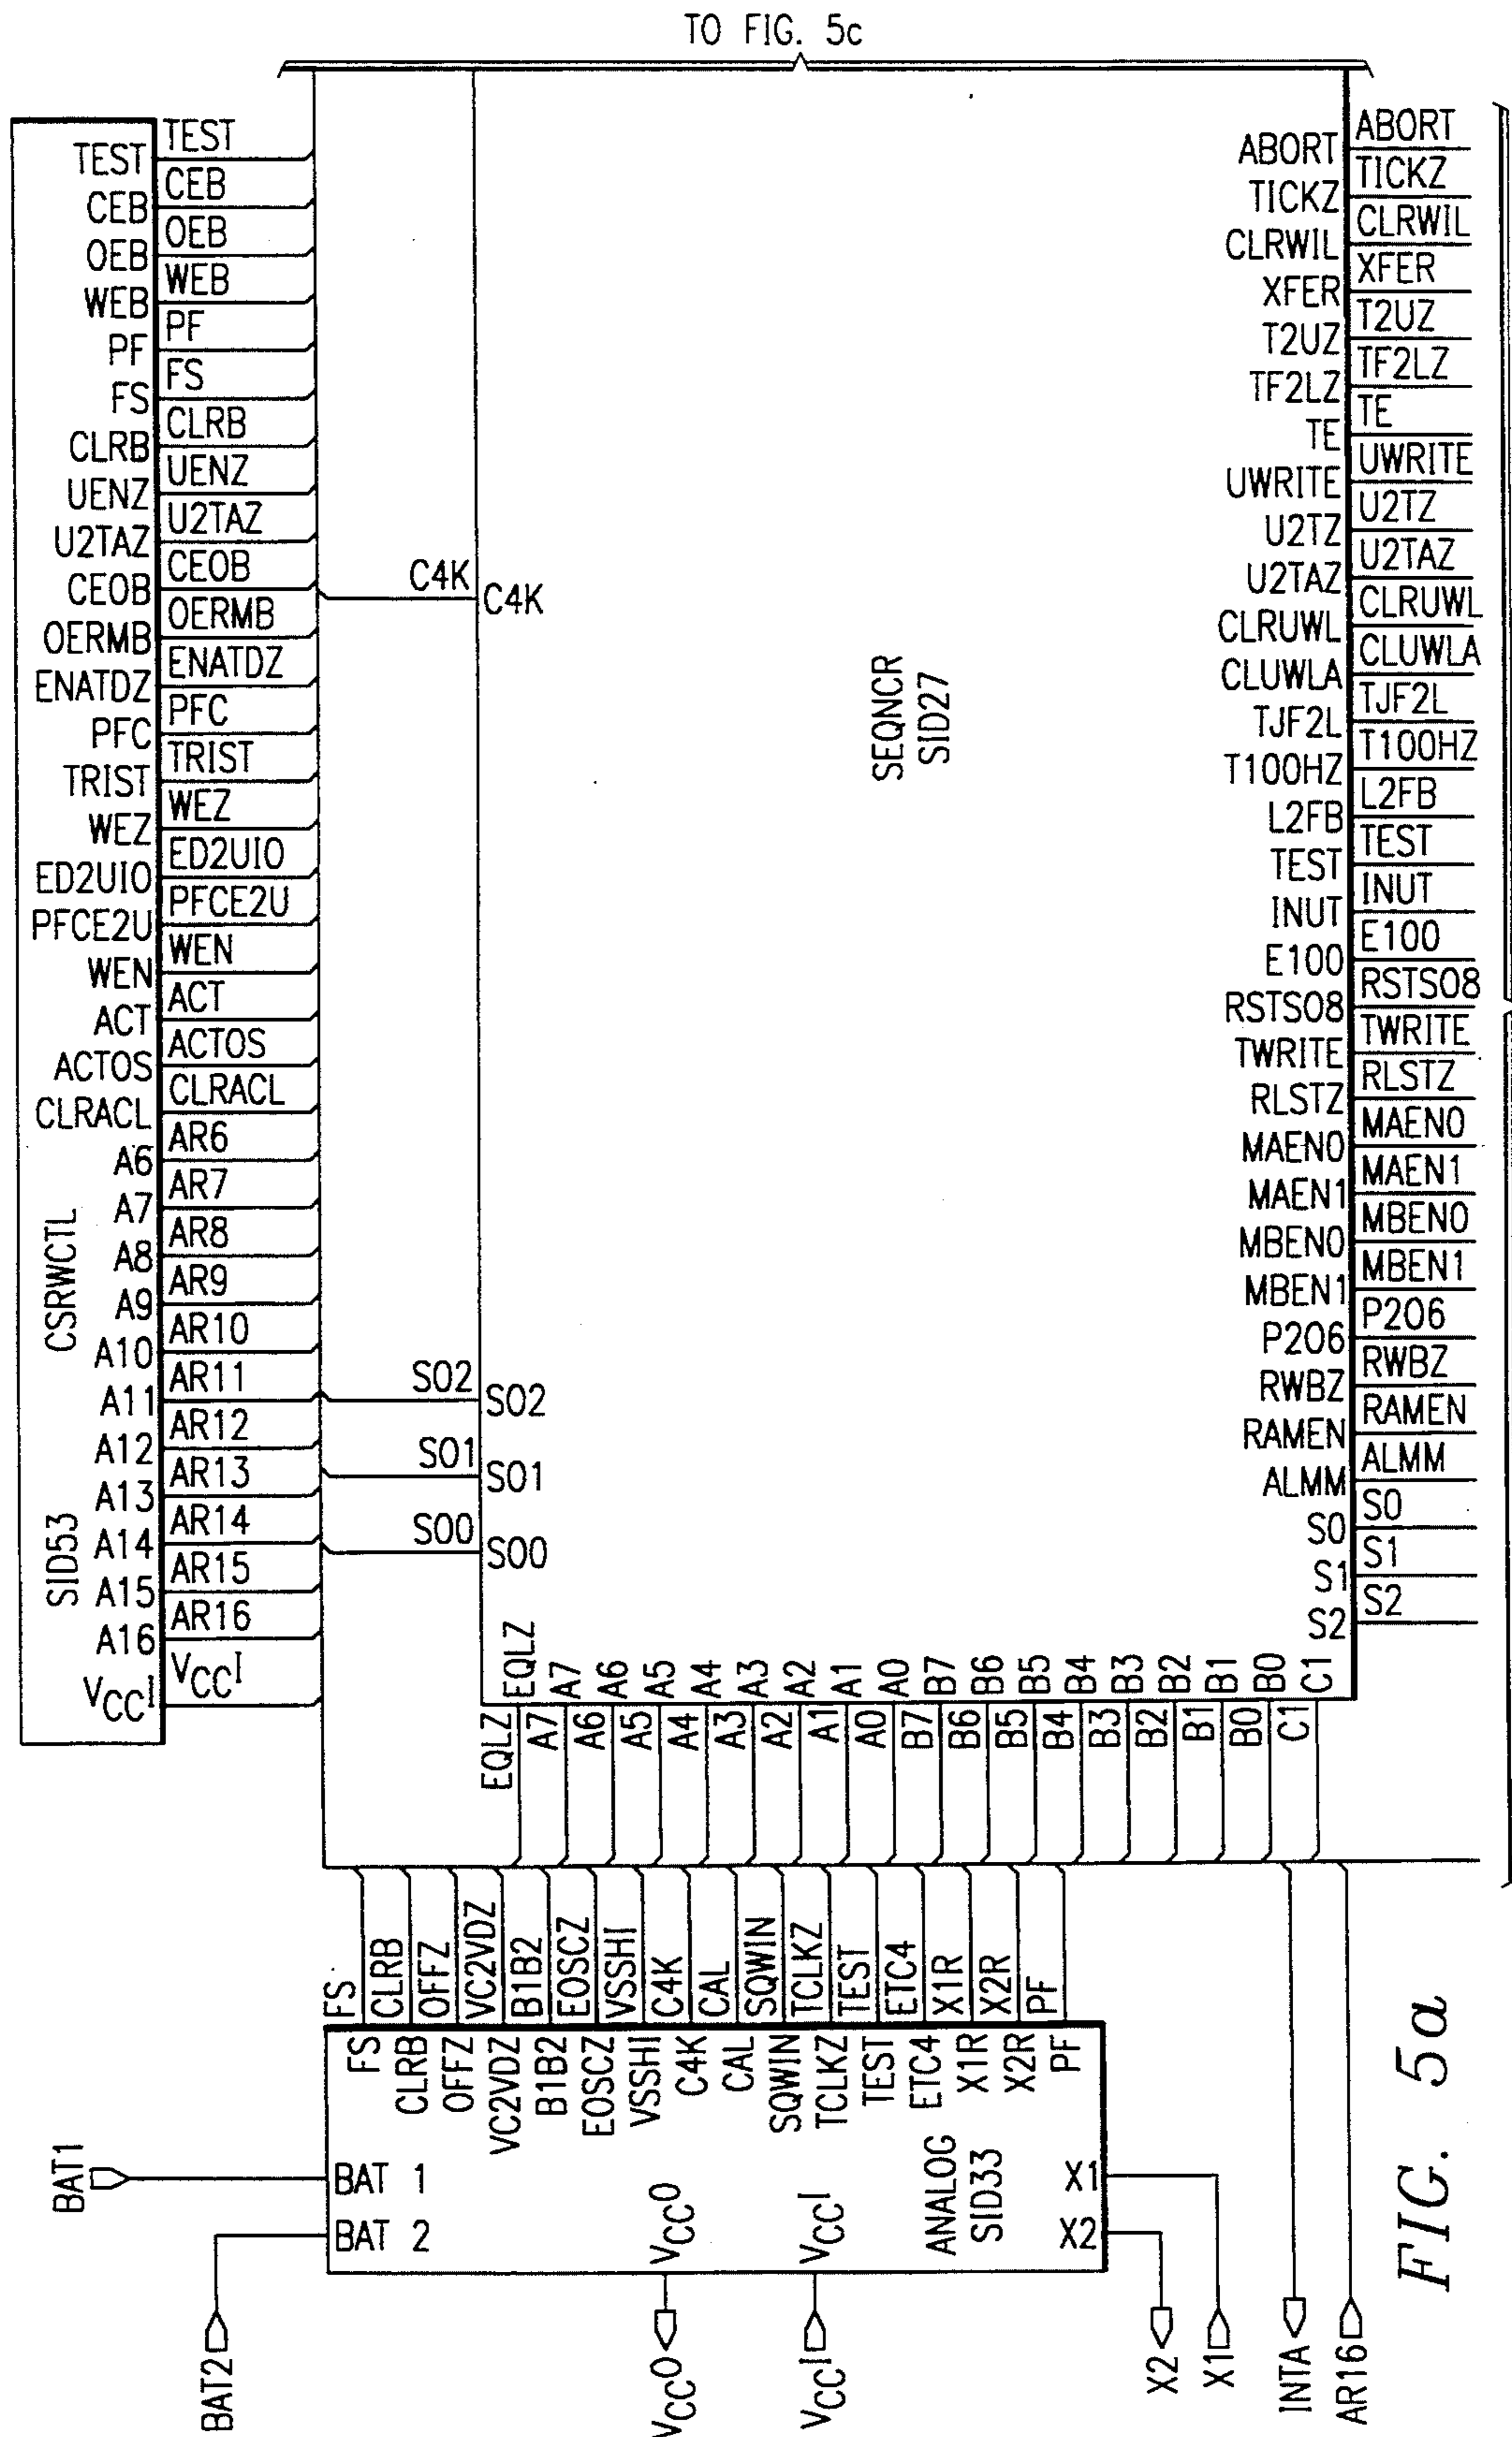 TO FIG. 5c
TEST
CEB
OEB
WEB
PF
FS
CLRB
UENZ
U2TAZ
CEOB
OERMB
ENATDZ
PFC
TRIST
WEZ
ED2UIO
PFCE2U
WEN
ACT
ACTOS
CLRACL
A6
A7
A8
A9
A10
A11
A12
A13
A14
A15
A16
VCCI
CSRWCTL
SID53
TEST
CEB
OEB
WEB
PF
FS
CLRB
UENZ
U2TAZ
CEOB
OERMB
ENATDZ
PFC
TRIST
WEZ
ED2UIO
PFCE2U
WEN
ACT
ACTOS
CLRACL
AR6
AR7
AR8
AR9
AR10
AR11
AR12
AR13
AR14
AR15
AR16
VCCI
C4K
SO2
SO1
SO0
C4K
SO2
SO1
SO0
SEQNCR
SID27
ABORT
TICKZ
CLRWIL
XFER
T2UZ
TF2LZ
TE
UWRITE
U2TZ
U2TAZ
CLRUWL
CLUWLA
TJF2L
T100HZ
L2FB
TEST
INUT
E100
RSTSO8
TWRITE
RLSTZ
MAEN0
MAEN1
MBEN0
MBEN1
P206
RWBZ
RAMEN
ALMM
S0
S1
S2
ABORT
TICKZ
CLRWIL
XFER
T2UZ
TF2LZ
TE
UWRITE
U2TZ
U2TAZ
CLRUWL
CLUWLA
TJF2L
T100HZ
L2FB
TEST
INUT
E100
RSTSO8
TWRITE
RLSTZ
MAEN0
MAEN1
MBEN0
MBEN1
P206
RWBZ
RAMEN
ALMM
S0
S1
S2
EQLZ
A7
A6
A5
A4
A3
A2
A1
A0
B7
B6
B5
B4
B3
B2
B1
B0
C1
EQLZ
A7
A6
A5
A4
A3
A2
A1
A0
B7
B6
B5
B4
B3
B2
B1
B0
C1
FS
CLRB
OFFZ
VC2VDZ
B1B2
EOSCZ
VSSHI
C4K
CAL
SQWIN
TCLKZ
TEST
ETC4
X1R
X2R
PF
FS
CLRB
OFFZ
VC2VDZ
B1B2
EOSCZ
VSSHI
C4K
CAL
SQWIN
TCLKZ
TEST
ETC4
X1R
X2R
PF
BAT1
BAT 1
BAT 2
VCCO
VCCI
ANALOG
SID33
X1
X2
BAT2
VCCO
VCCI
X2
X1
INTA
AR16
FIG. 5a